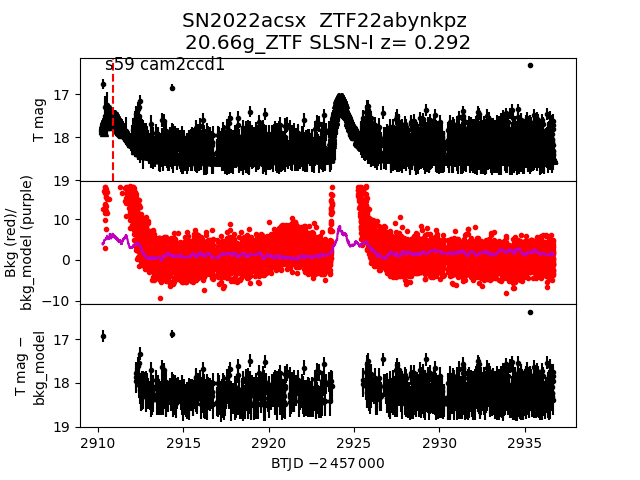 SN2022acsx ZTF22abynkpz
20.66g_ZTF SLSN-I z= 0.292
s59 cam2ccd1
T mag
17
18
19
Bkg (red)/
bkg_model (purple)
10
0
−10
T mag −
bkg_model
17
18
19
2910 2915 2920 2925 2930 2935
BTJD −2 457 000